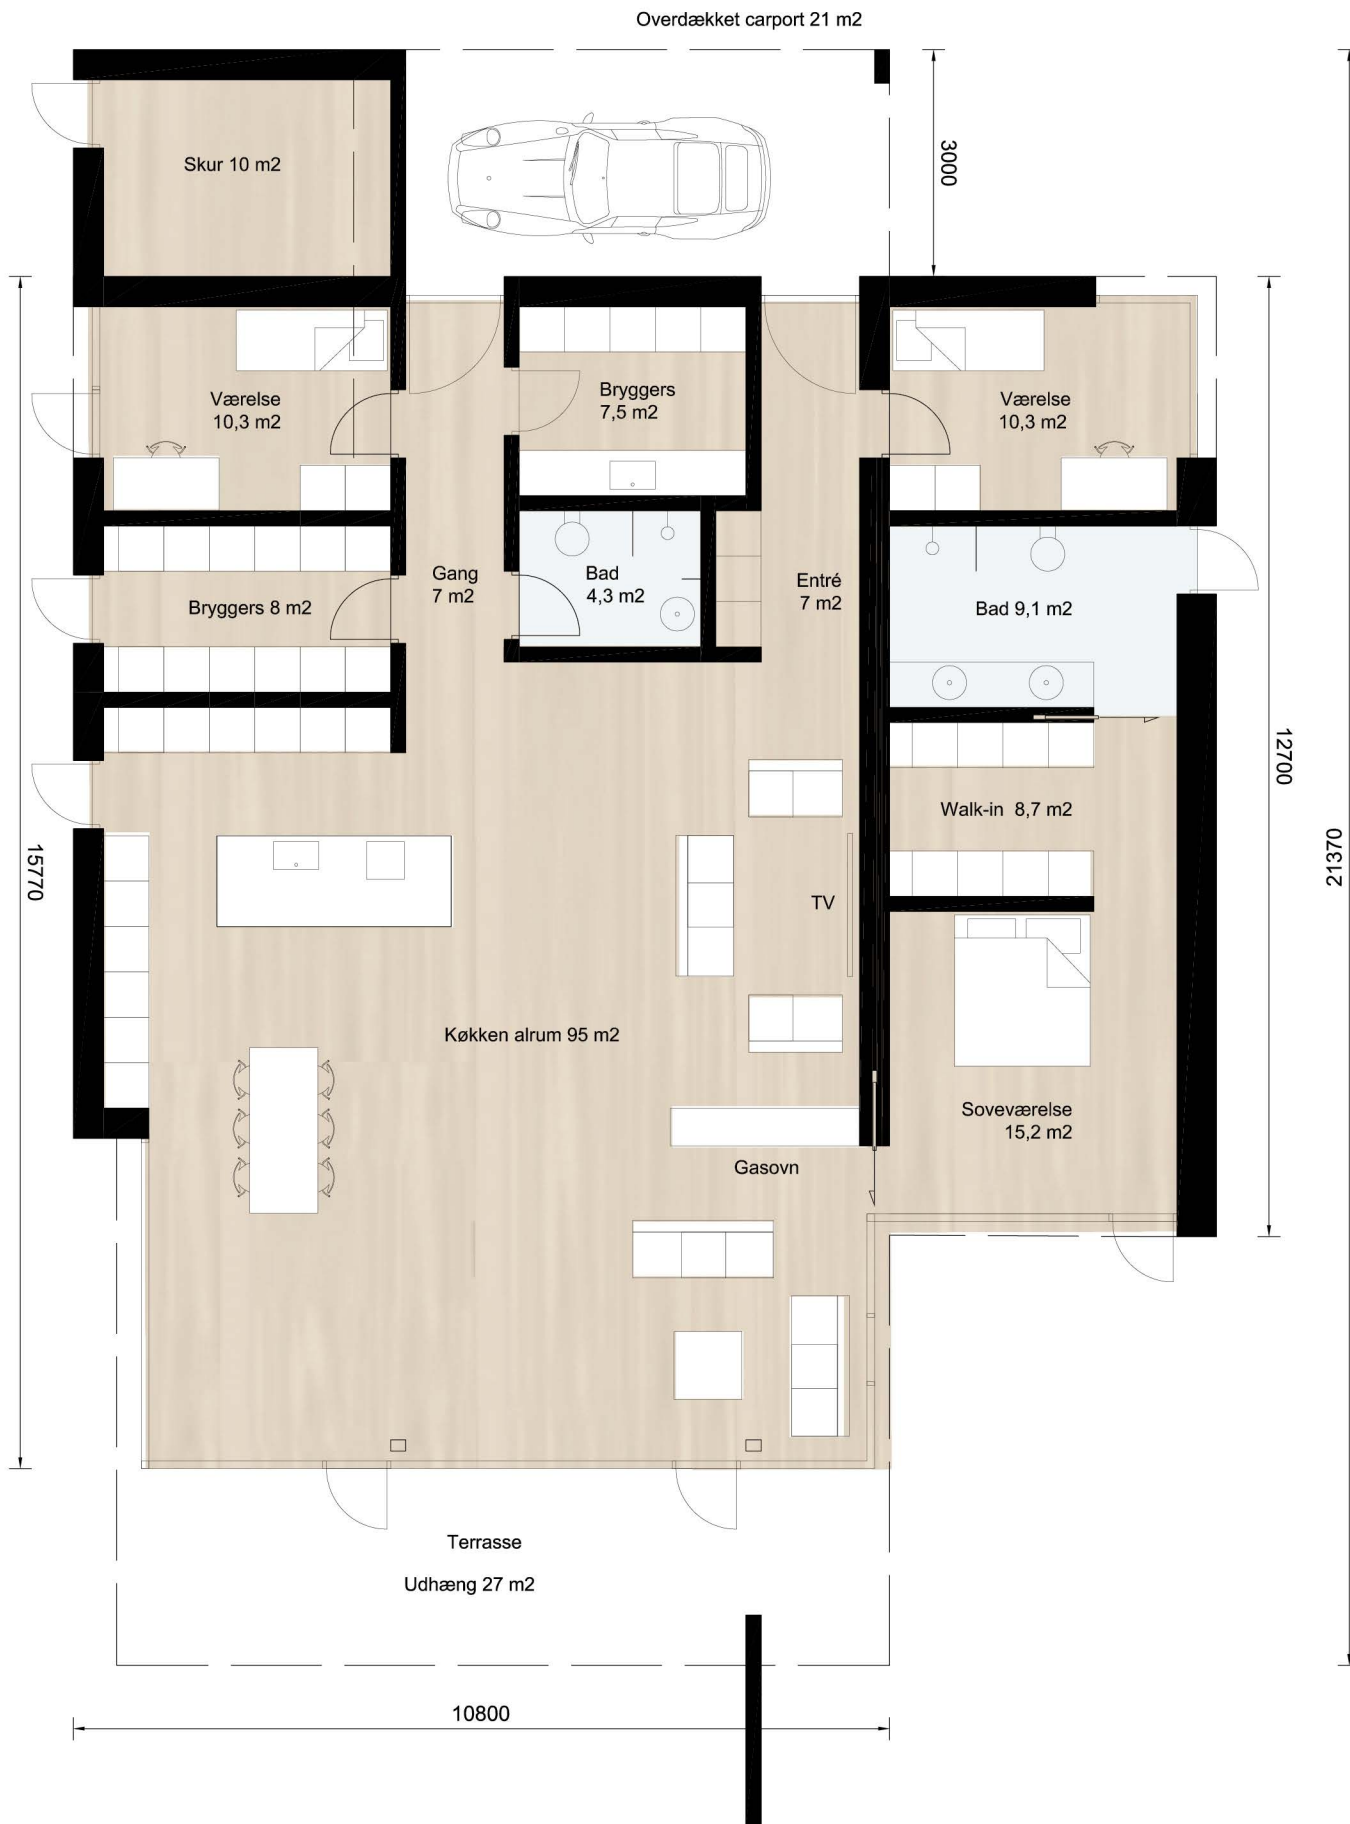 Overdækket carport 21 m2
3000
Skur 10 m2
Værelse
10,3 m2
Bryggers
7,5 m2
Værelse
10,3 m2
Gang
7 m2
Bad
4,3 m2
Entré
7 m2
Bryggers 8 m2
Bad 9,1 m2
12700
Walk-in 8,7 m2
15770
21370
TV
Køkken alrum 95 m2
Soveværelse
15,2 m2
Gasovn
Terrasse
Udhæng 27 m2
10800